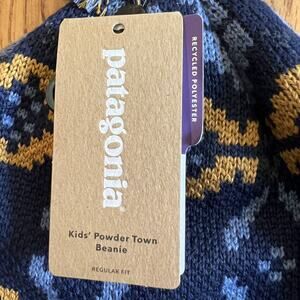 patagonia®
Kids' Powder Town
Beanie
REGULAR FIT
RECYCLED POLYESTER